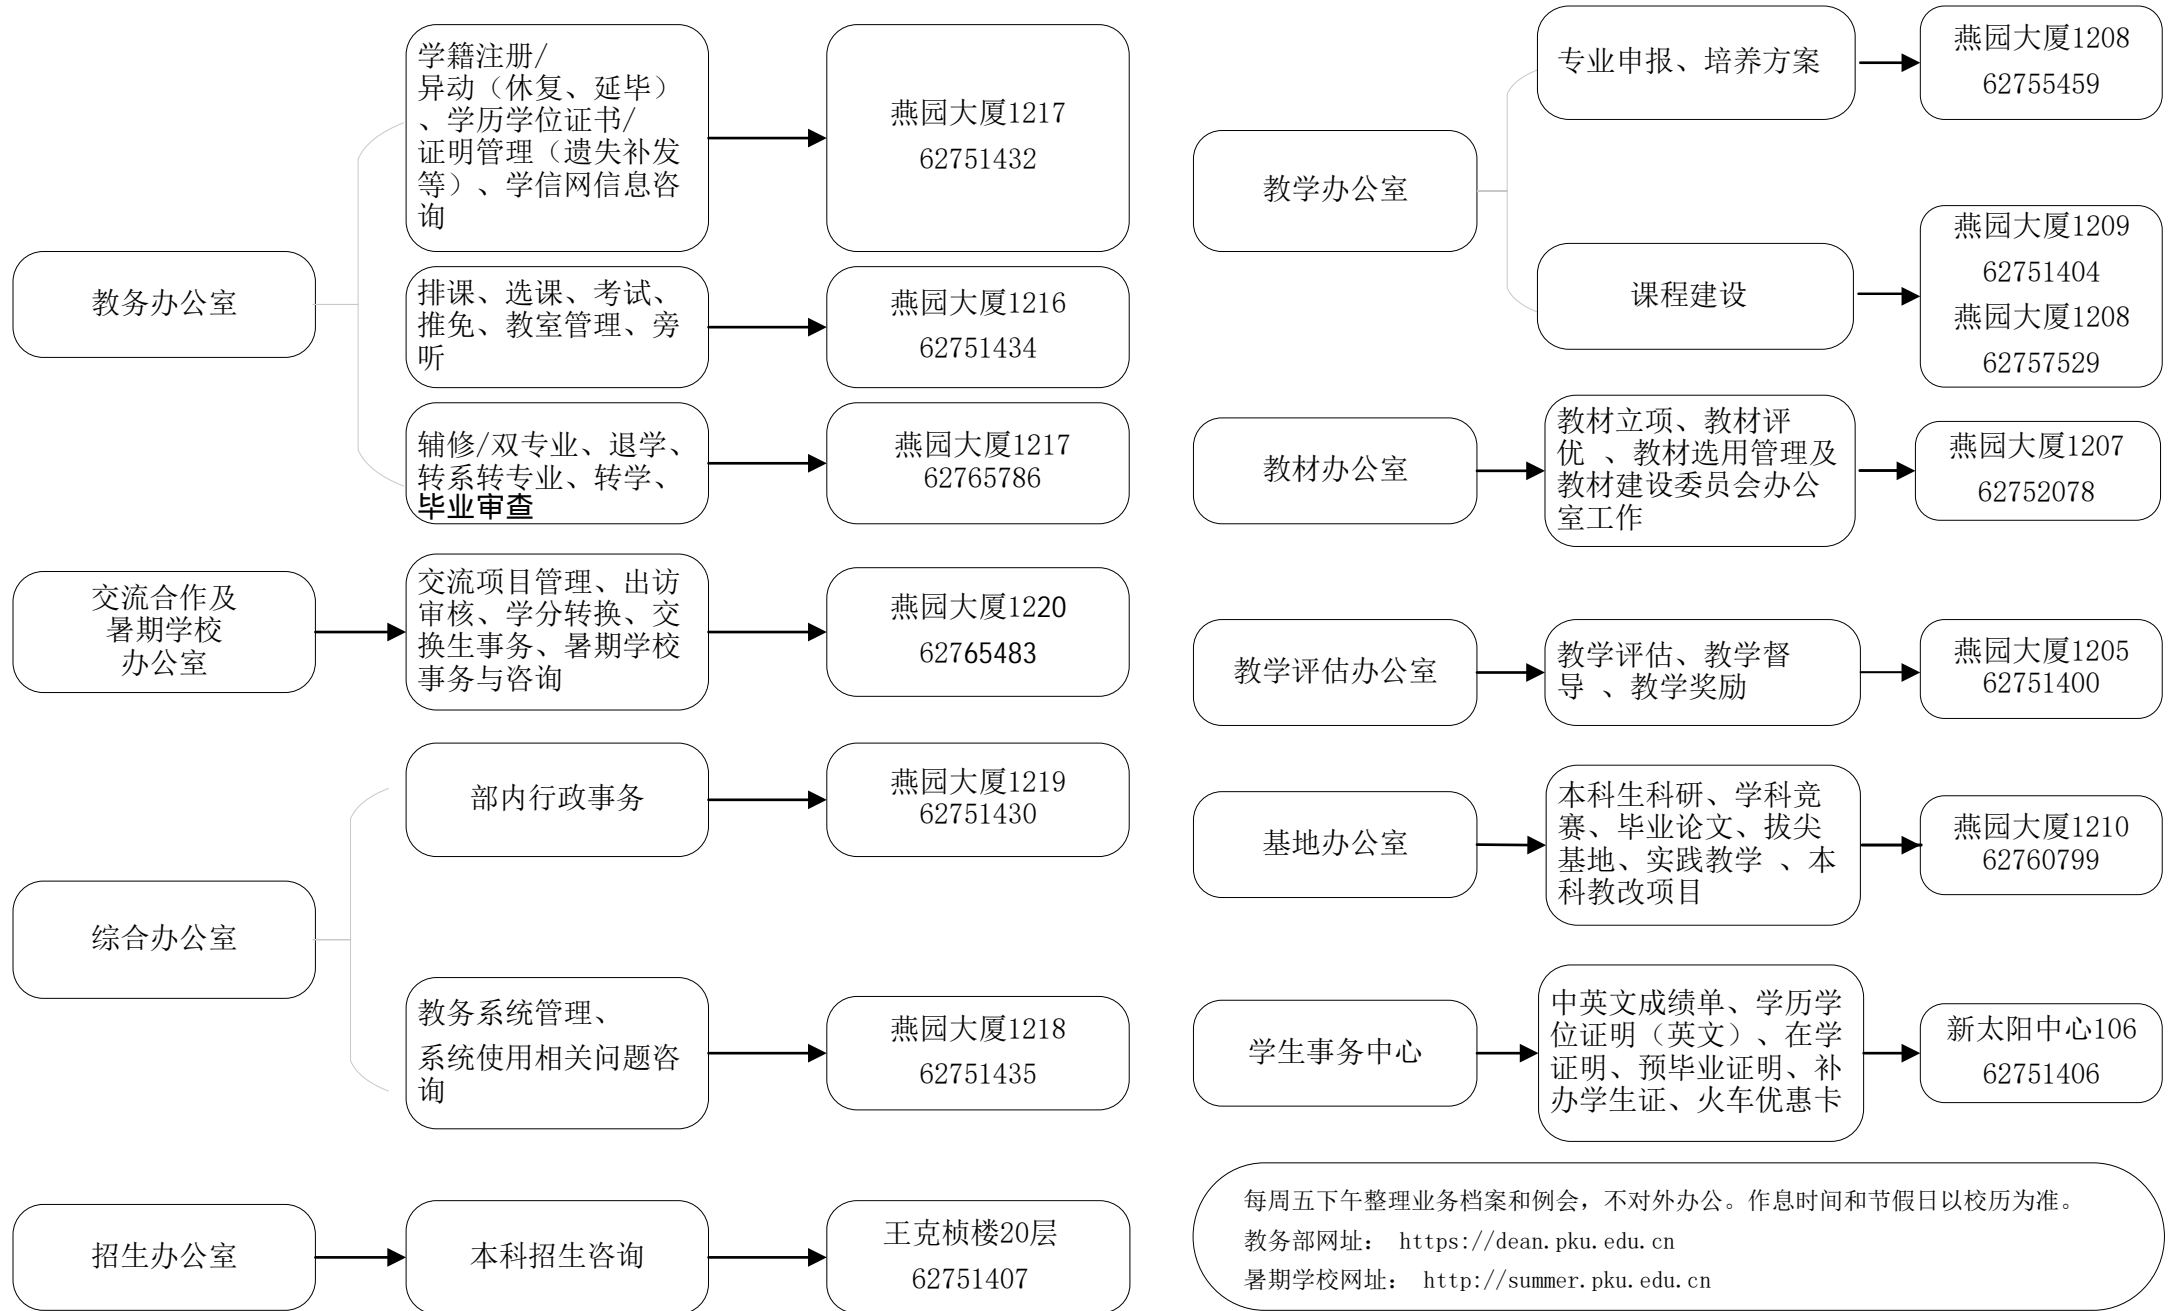 教务办公室
学籍注册/
异动（休复、延毕）
、学历学位证书/
证明管理（遗失补发
等）、学信网信息咨
询
燕园大厦1217
62751432
排课、选课、考试、
推免、教室管理、旁
听
燕园大厦1216
62751434
辅修/双专业、退学、
转系转专业、转学、
毕业审查
燕园大厦1217
62765786
交流合作及
暑期学校
办公室
交流项目管理、出访
审核、学分转换、交
换生事务、暑期学校
事务与咨询
燕园大厦1220
62765483
综合办公室
部内行政事务
燕园大厦1219
62751430
教务系统管理、
系统使用相关问题咨
询
燕园大厦1218
62751435
招生办公室
本科招生咨询
王克桢楼20层
62751407
教学办公室
专业申报、培养方案
燕园大厦1208
62755459
课程建设
燕园大厦1209
62751404
燕园大厦1208
62757529
教材办公室
教材立项、教材评
优 、教材选用管理及
教材建设委员会办公
室工作
燕园大厦1207
62752078
教学评估办公室
教学评估、教学督
导 、教学奖励
燕园大厦1205
62751400
基地办公室
本科生科研、学科竞
赛、毕业论文、拔尖
基地、实践教学 、本
科教改项目
燕园大厦1210
62760799
学生事务中心
中英文成绩单、学历学
位证明（英文）、在学
证明、预毕业证明、补
办学生证、火车优惠卡
新太阳中心106
62751406
每周五下午整理业务档案和例会，不对外办公。作息时间和节假日以校历为准。
教务部网址： https://dean.pku.edu.cn
暑期学校网址： http://summer.pku.edu.cn